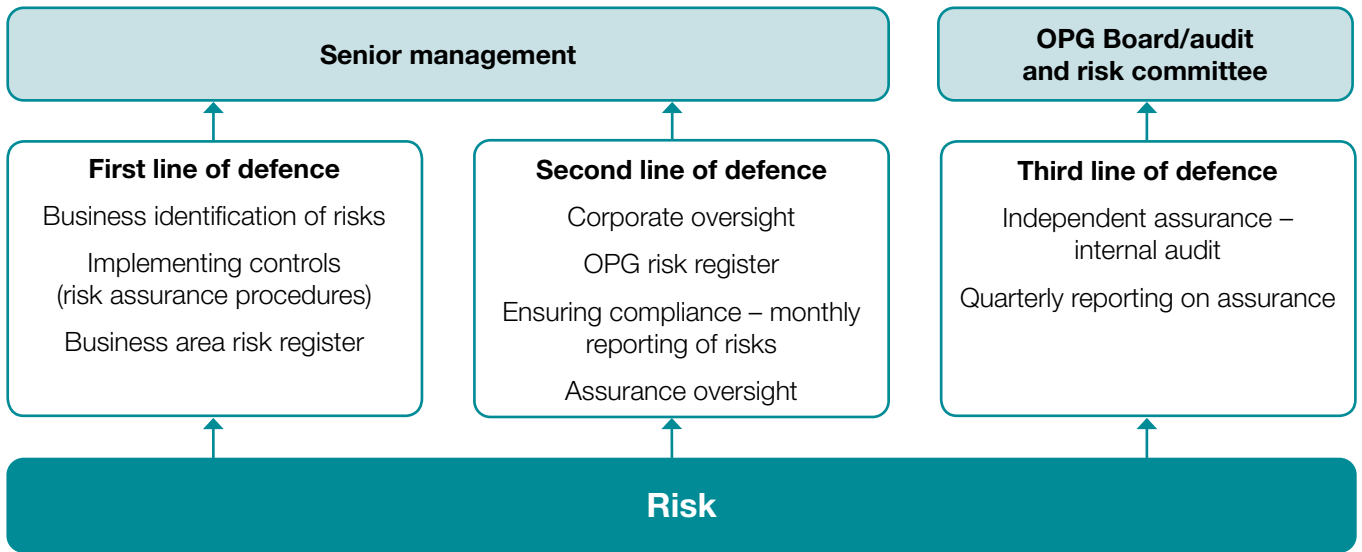 Senior management
OPG Board/audit
and risk committee
First line of defence
Business identification of risks
Implementing controls
(risk assurance procedures)
Business area risk register
Second line of defence
Corporate oversight
OPG risk register
Ensuring compliance – monthly
reporting of risks
Assurance oversight
Third line of defence
Independent assurance –
internal audit
Quarterly reporting on assurance
Risk